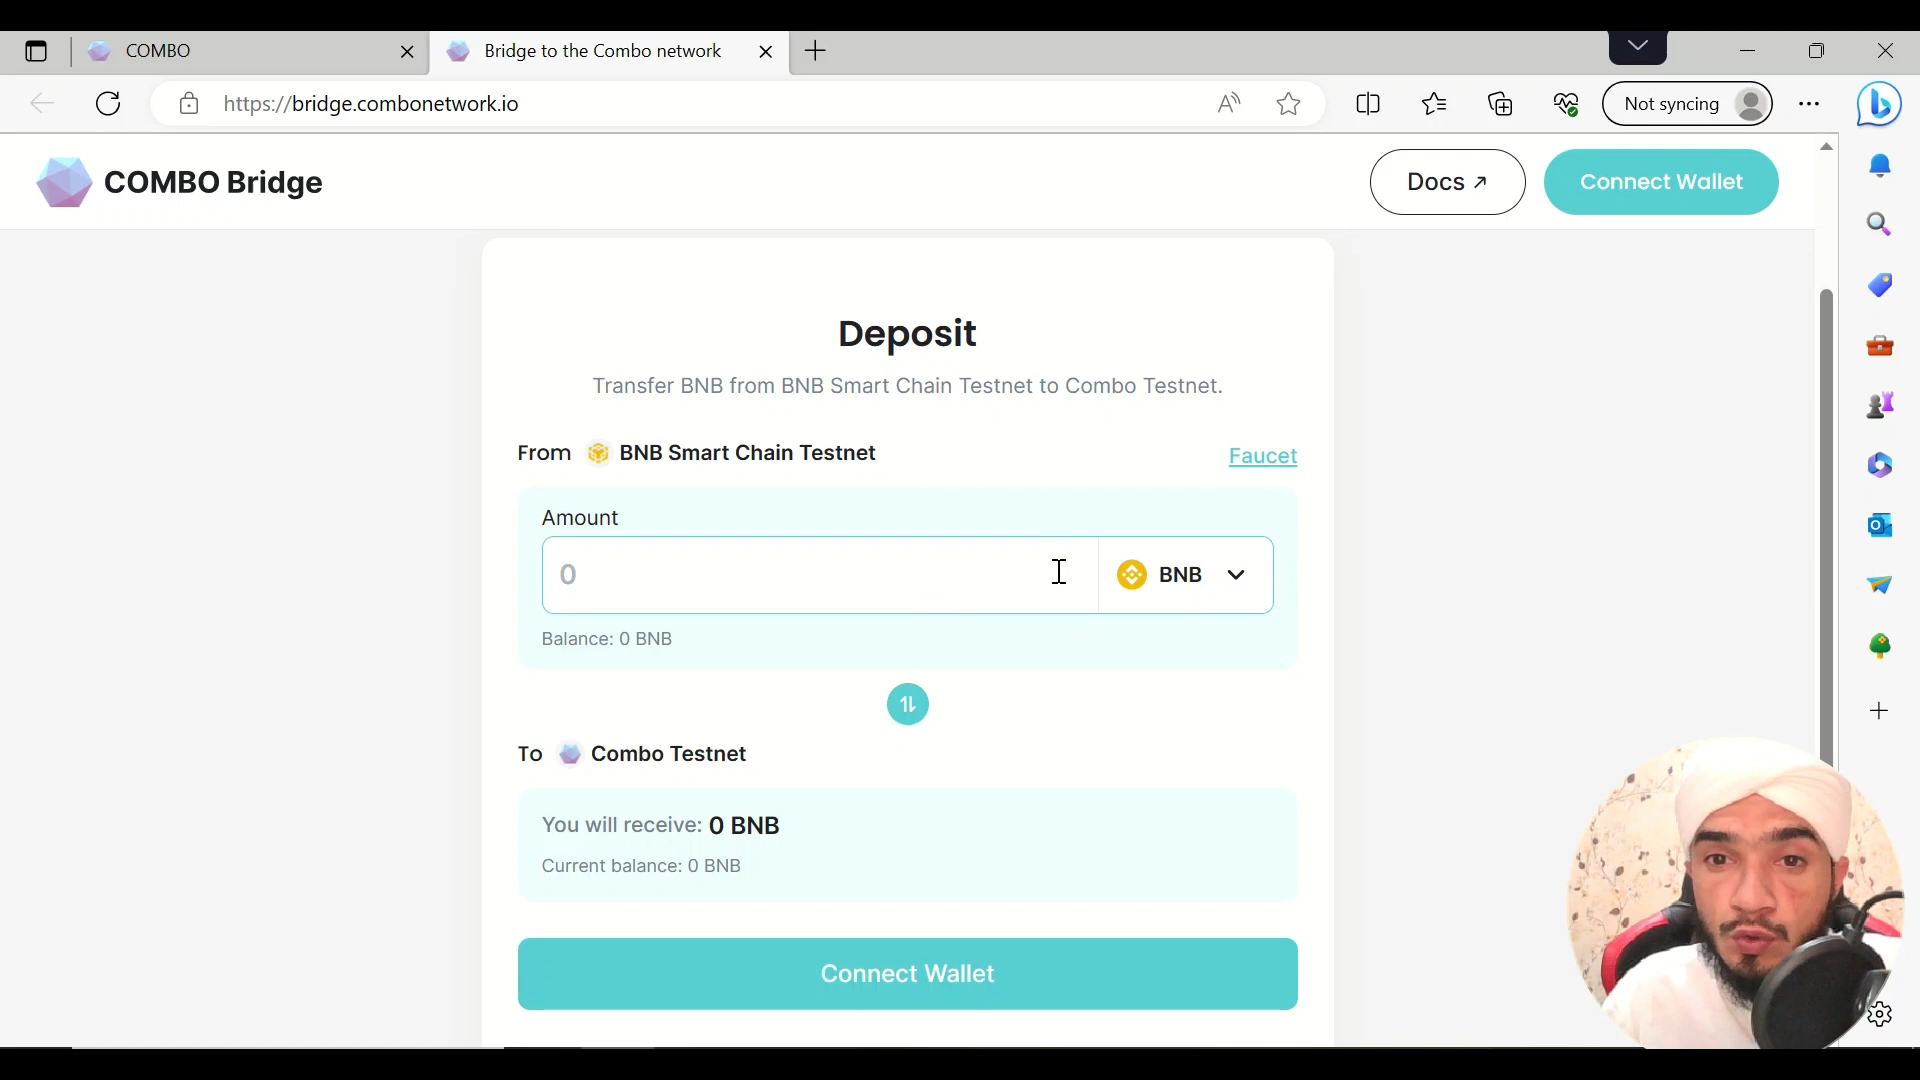 COMBO
Bridge to the Combo network
https://bridge.combonetwork.io
Not syncing
COMBO Bridge
Docs ↗
Connect Wallet
Deposit
Transfer BNB from BNB Smart Chain Testnet to Combo Testnet.
From BNB Smart Chain Testnet
Faucet
Amount
0
BNB
Balance: 0 BNB
To Combo Testnet
You will receive: 0 BNB
Current balance: 0 BNB
Connect Wallet